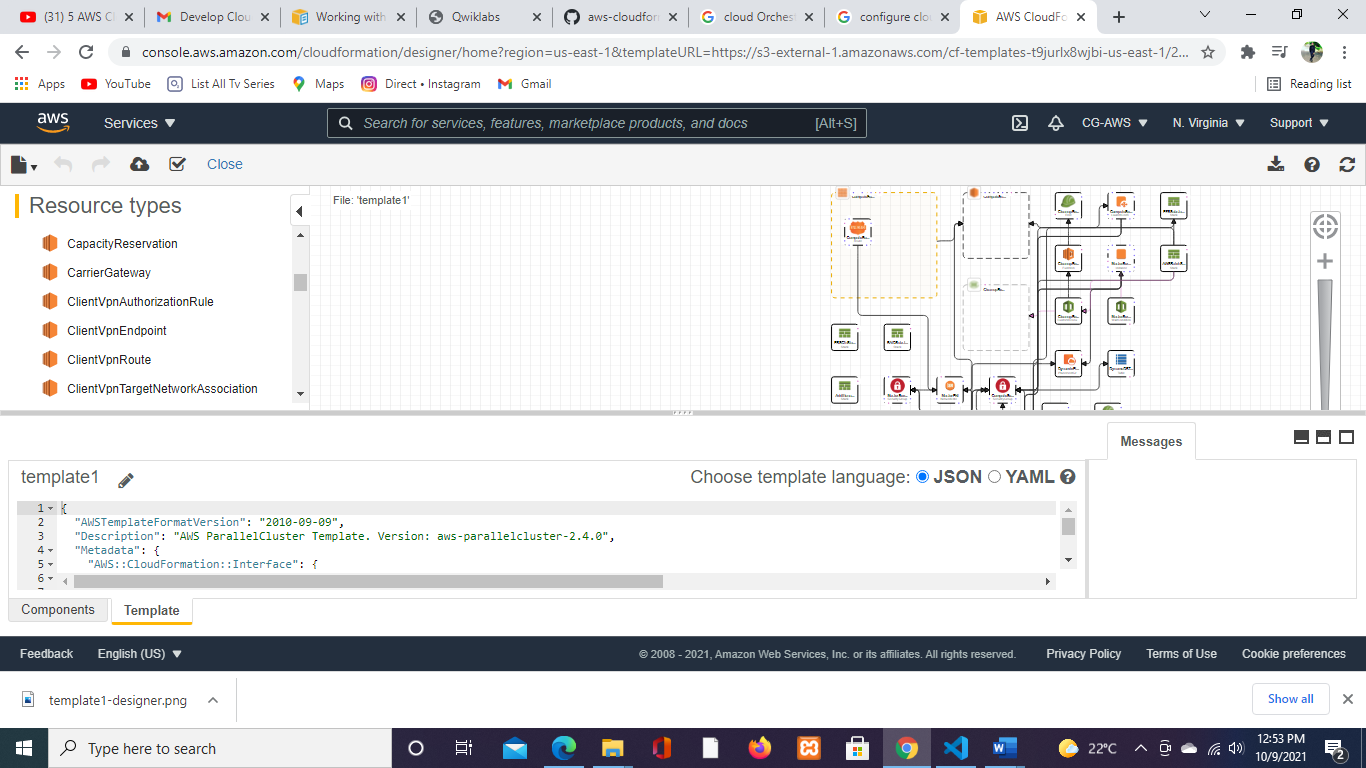 (31) 5 AWS Cl
Develop Clou
Working with
Qwiklabs
aws-cloudfor
cloud Orches
configure clo
AWS CloudFo
console.aws.amazon.com/cloudformation/designer/home?region=us-east-1&templateURL=https://s3-external-1.amazonaws.com/cf-templates-t9jurlx8wjbi-us-east-1/2...
Apps
YouTube
List All Tv Series
Maps
Direct • Instagram
Gmail
Reading list
aws
Services
Search for services, features, marketplace products, and docs
[Alt+S]
CG-AWS
N. Virginia
Support
Close
Resource types
CapacityReservation
CarrierGateway
ClientVpnAuthorizationRule
ClientVpnEndpoint
ClientVpnRoute
ClientVpnTargetNetworkAssociation
File: 'template1'
Messages
template1
Choose template language: JSON YAML
1 {
2 "AWSTemplateFormatVersion": "2010-09-09",
3 "Description": "AWS ParallelCluster Template. Version: aws-parallelcluster-2.4.0",
4 "Metadata": {
5 "AWS::CloudFormation::Interface": {
6
Components
Template
Feedback
English (US)
© 2008 - 2021, Amazon Web Services, Inc. or its affiliates. All rights reserved.
Privacy Policy
Terms of Use
Cookie preferences
template1-designer.png
Show all
Type here to search
22°C
12:53 PM
10/9/2021
2